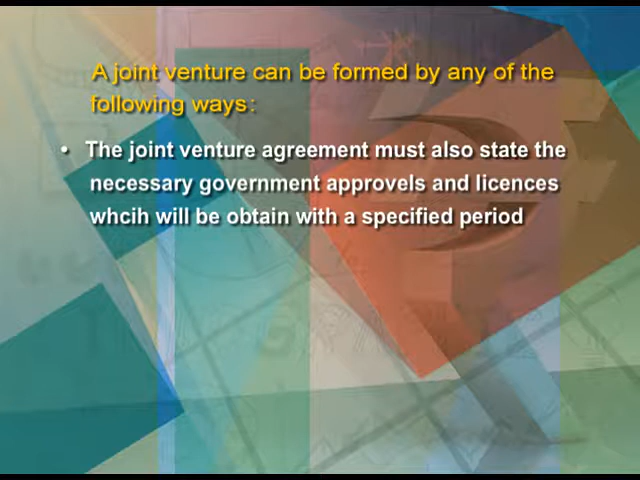 A joint venture can be formed by any of the
following ways:
• The joint venture agreement must also state the
necessary government approvels and licences
whcih will be obtain with a specified period